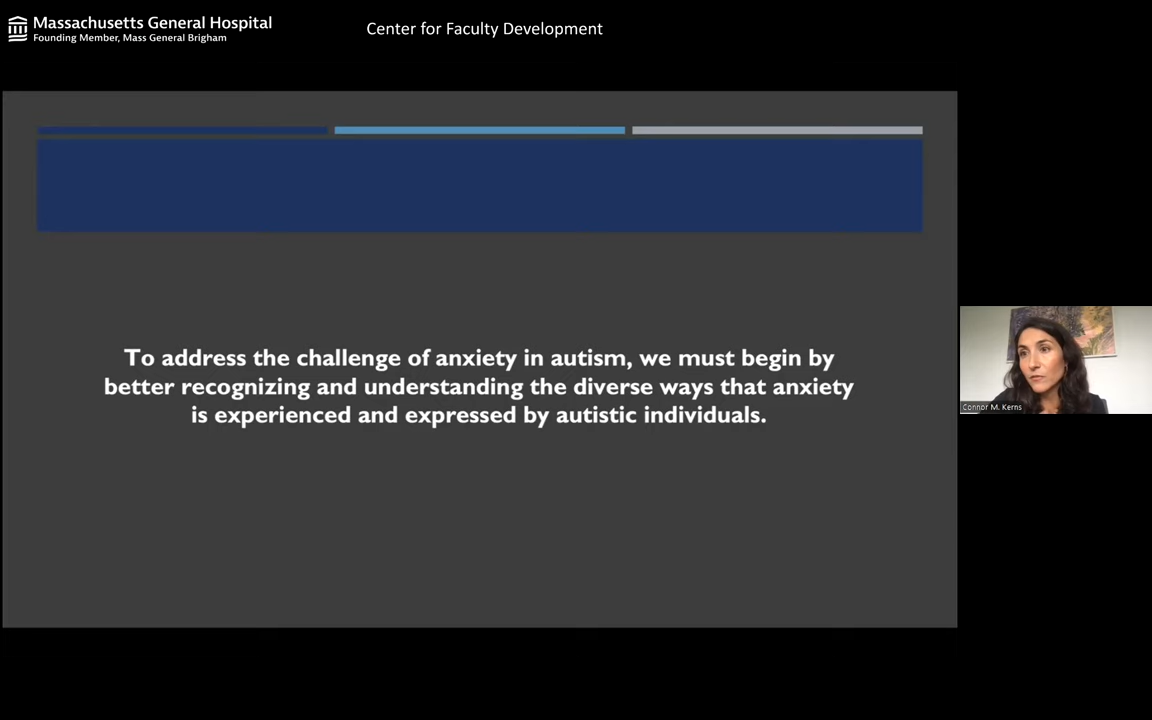 Massachusetts General Hospital
Founding Member, Mass General Brigham
Center for Faculty Development
To address the challenge of anxiety in autism, we must begin by
better recognizing and understanding the diverse ways that anxiety
is experienced and expressed by autistic individuals.
Connor M. Kerns